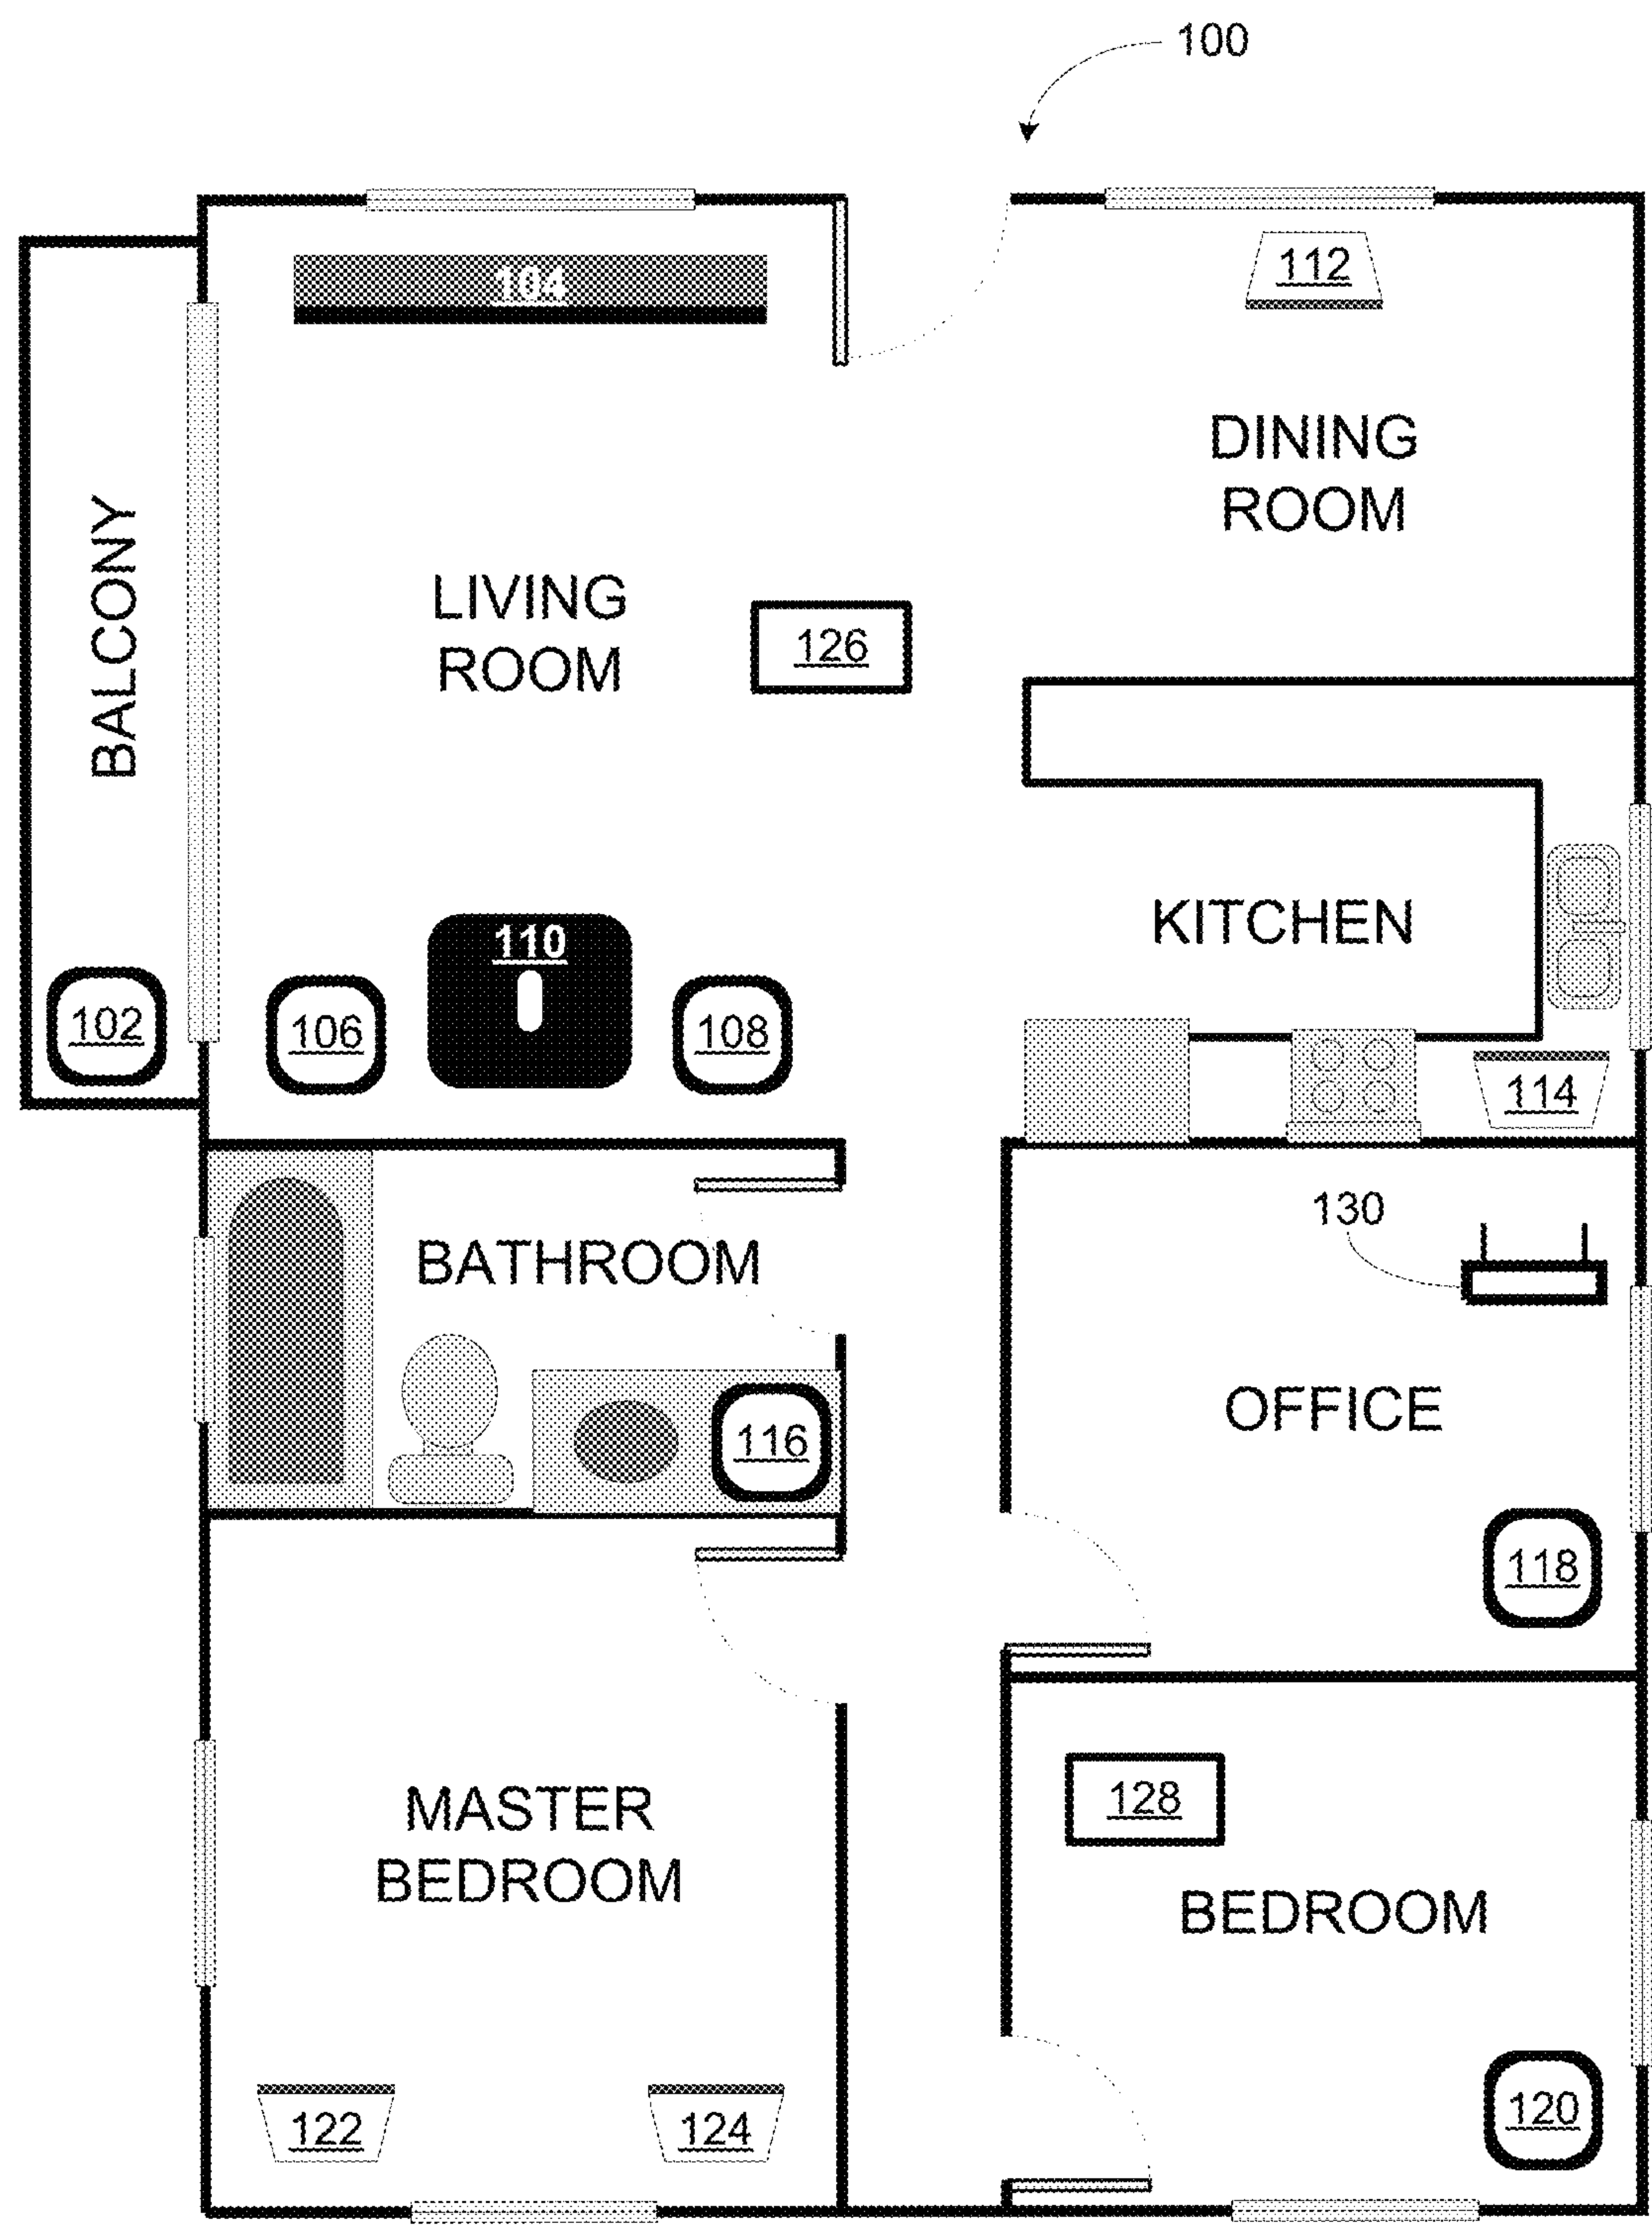 100
104
112
DINING
ROOM
BALCONY
LIVING
ROOM
126
110
KITCHEN
102
106
108
114
130
BATHROOM
OFFICE
116
118
128
MASTER
BEDROOM
BEDROOM
122
124
120